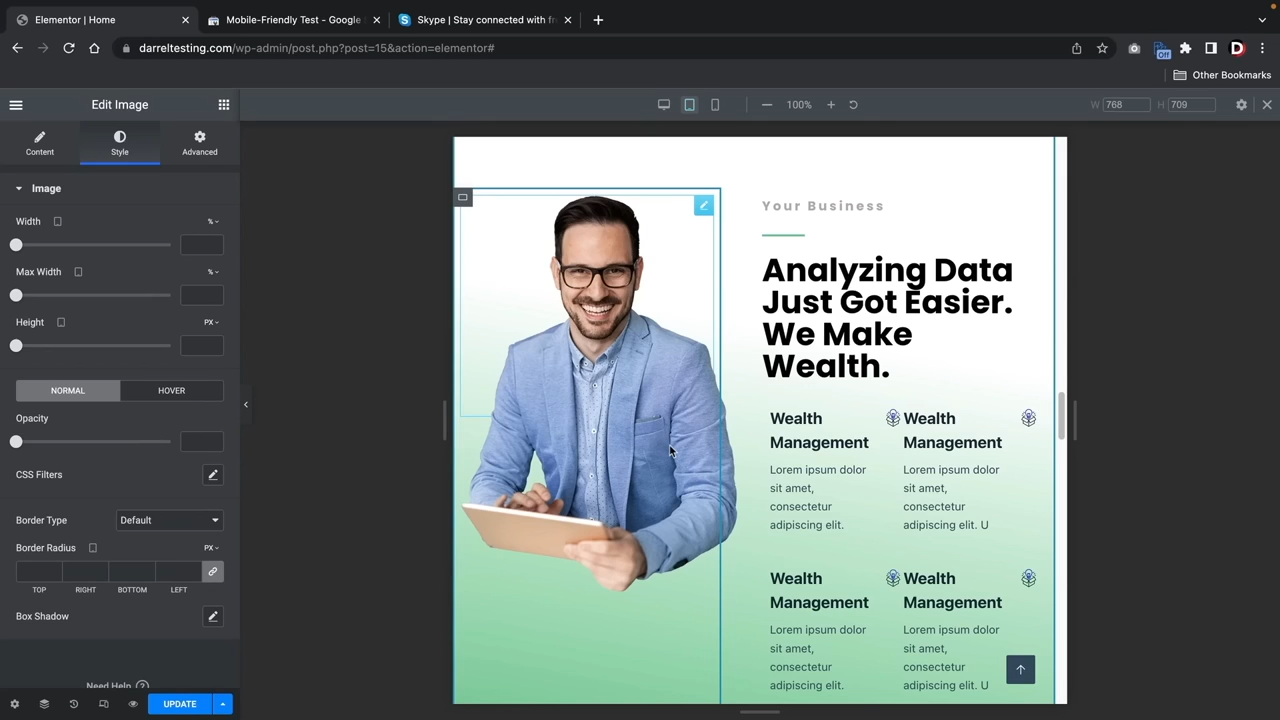 Elementor | Home
Mobile-Friendly Test - Google
Skype | Stay connected with fr
darreltesting.com/wp-admin/post.php?post=15&action=elementor#
Off
D
Other Bookmarks
Edit Image
100%
W 768
H 709
Content
Style
Advanced
Image
Width
%
Max Width
%
Height
PX
NORMAL
HOVER
Opacity
CSS Filters
Border Type
Default
Border Radius
PX
TOP
RIGHT
BOTTOM
LEFT
Box Shadow
Need Help
UPDATE
Your Business
Analyzing Data
Just Got Easier.
We Make
Wealth.
Wealth
Management
Lorem ipsum dolor
sit amet,
consectetur
adipiscing elit.
Wealth
Management
Lorem ipsum dolor
sit amet,
consectetur
adipiscing elit. U
Wealth
Management
Lorem ipsum dolor
sit amet,
consectetur
adipiscing elit.
Wealth
Management
Lorem ipsum dolor
sit amet,
consectetur
adipiscing elit. U